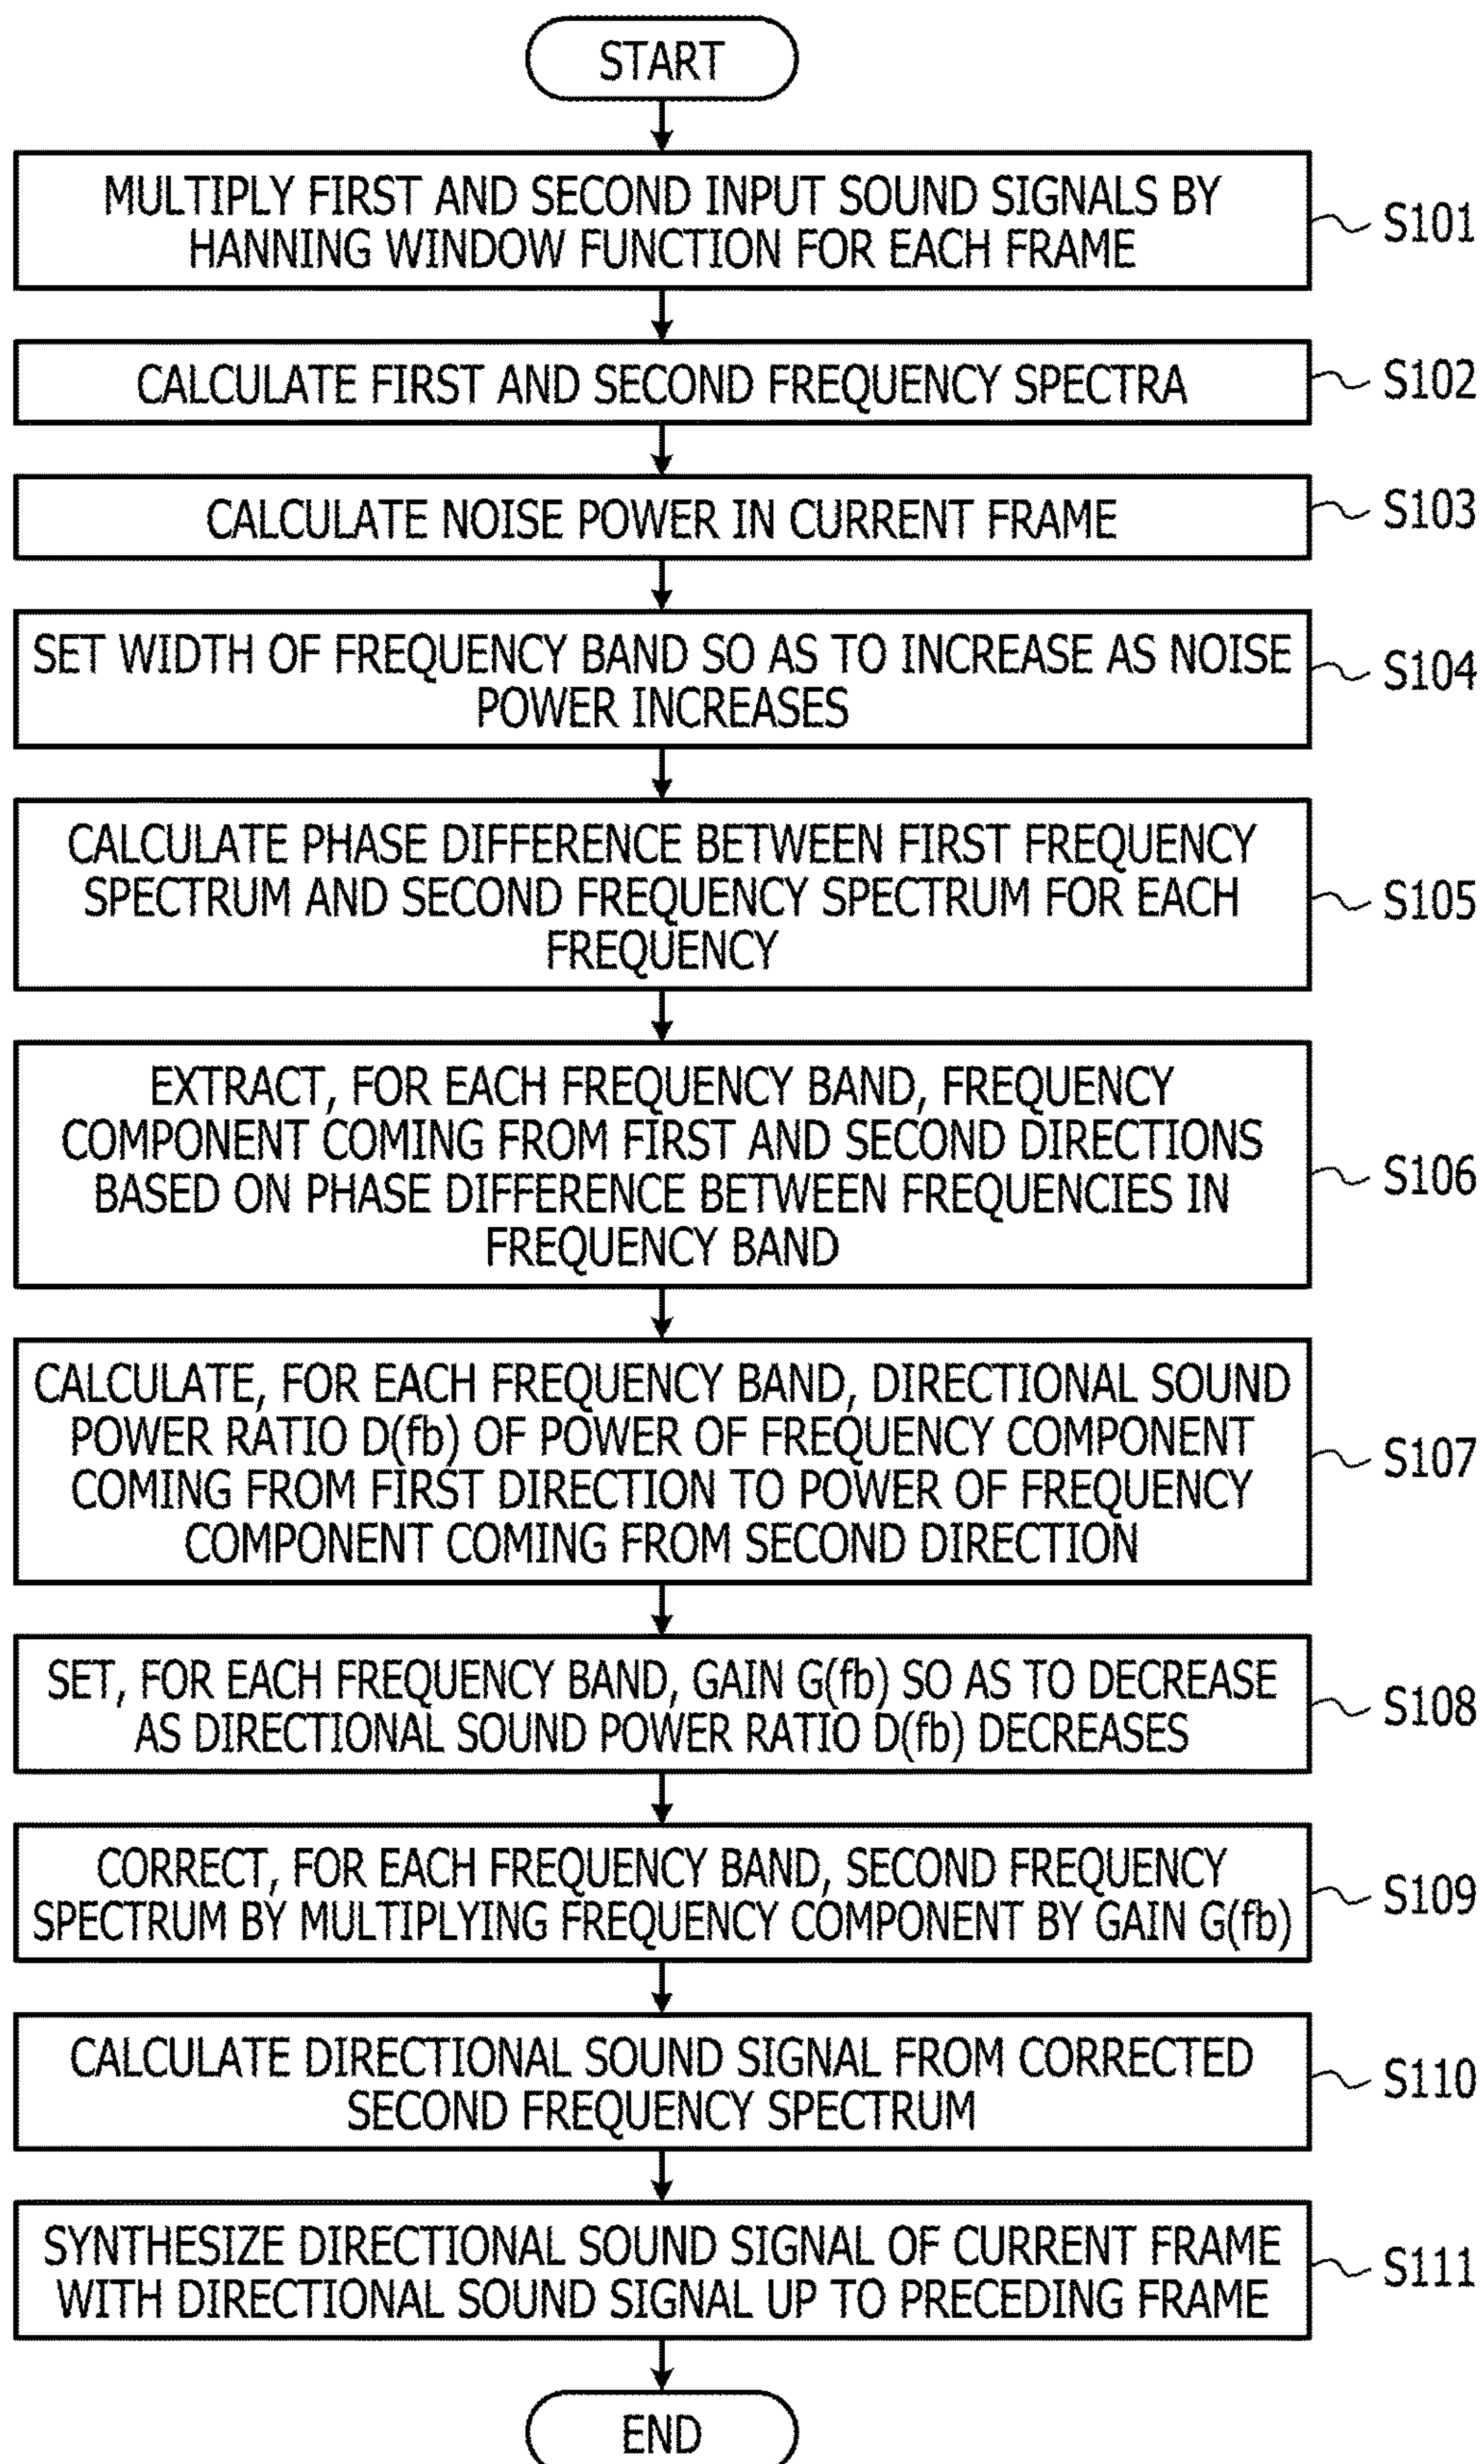 START
MULTIPLY FIRST AND SECOND INPUT SOUND SIGNALS BY
HANNING WINDOW FUNCTION FOR EACH FRAME
S101
CALCULATE FIRST AND SECOND FREQUENCY SPECTRA
S102
CALCULATE NOISE POWER IN CURRENT FRAME
S103
SET WIDTH OF FREQUENCY BAND SO AS TO INCREASE AS NOISE
POWER INCREASES
S104
CALCULATE PHASE DIFFERENCE BETWEEN FIRST FREQUENCY
SPECTRUM AND SECOND FREQUENCY SPECTRUM FOR EACH
FREQUENCY
S105
EXTRACT, FOR EACH FREQUENCY BAND, FREQUENCY
COMPONENT COMING FROM FIRST AND SECOND DIRECTIONS
BASED ON PHASE DIFFERENCE BETWEEN FREQUENCIES IN
FREQUENCY BAND
S106
CALCULATE, FOR EACH FREQUENCY BAND, DIRECTIONAL SOUND
POWER RATIO D(fb) OF POWER OF FREQUENCY COMPONENT
COMING FROM FIRST DIRECTION TO POWER OF FREQUENCY
COMPONENT COMING FROM SECOND DIRECTION
S107
SET, FOR EACH FREQUENCY BAND, GAIN G(fb) SO AS TO DECREASE
AS DIRECTIONAL SOUND POWER RATIO D(fb) DECREASES
S108
CORRECT, FOR EACH FREQUENCY BAND, SECOND FREQUENCY
SPECTRUM BY MULTIPLYING FREQUENCY COMPONENT BY GAIN G(fb)
S109
CALCULATE DIRECTIONAL SOUND SIGNAL FROM CORRECTED
SECOND FREQUENCY SPECTRUM
S110
SYNTHESIZE DIRECTIONAL SOUND SIGNAL OF CURRENT FRAME
WITH DIRECTIONAL SOUND SIGNAL UP TO PRECEDING FRAME
S111
END